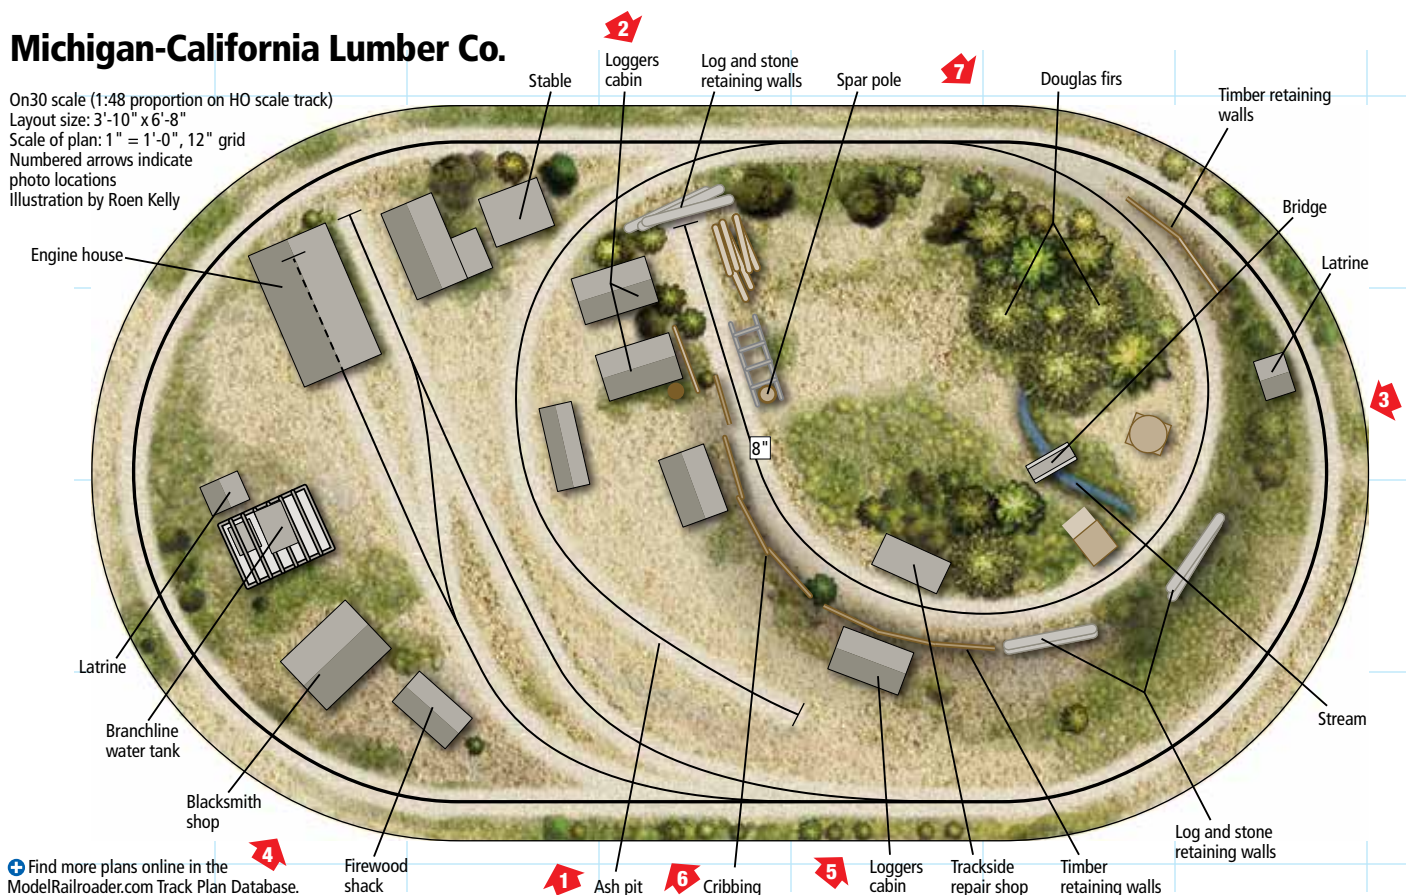 Michigan-California Lumber Co.
On30 scale (1:48 proportion on HO scale track)
Layout size: 3'-10" x 6'-8"
Scale of plan: 1" = 1'-0", 12" grid
Numbered arrows indicate
photo locations
Illustration by Roen Kelly
2
Loggers
cabin
Stable
Log and stone
retaining walls
Spar pole
7
Douglas firs
Timber retaining
walls
Bridge
Latrine
Engine house
3
8"
Latrine
Branchline
water tank
Stream
Blacksmith
shop
Log and stone
retaining walls
4
Firewood
shack
1
Ash pit
6
Cribbing
5
Loggers
cabin
Trackside
repair shop
Timber
retaining walls
+ Find more plans online in the
ModelRailroader.com Track Plan Database.